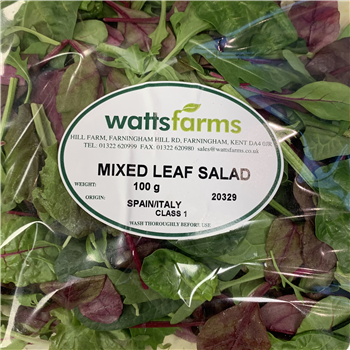 wattsfarms
HILL FARM, FARNINGHAM HILL RD, FARNINGHAM, KENT DA4 0JR
TEL. 01322 620999 FAX 01322 620980 sales@wattsfarms.co.uk
MIXED LEAF SALAD
WEIGHT: 100 g
ORIGIN: 20329
SPAIN/ITALY
CLASS 1
WASH THOROUGHLY BEFORE USE